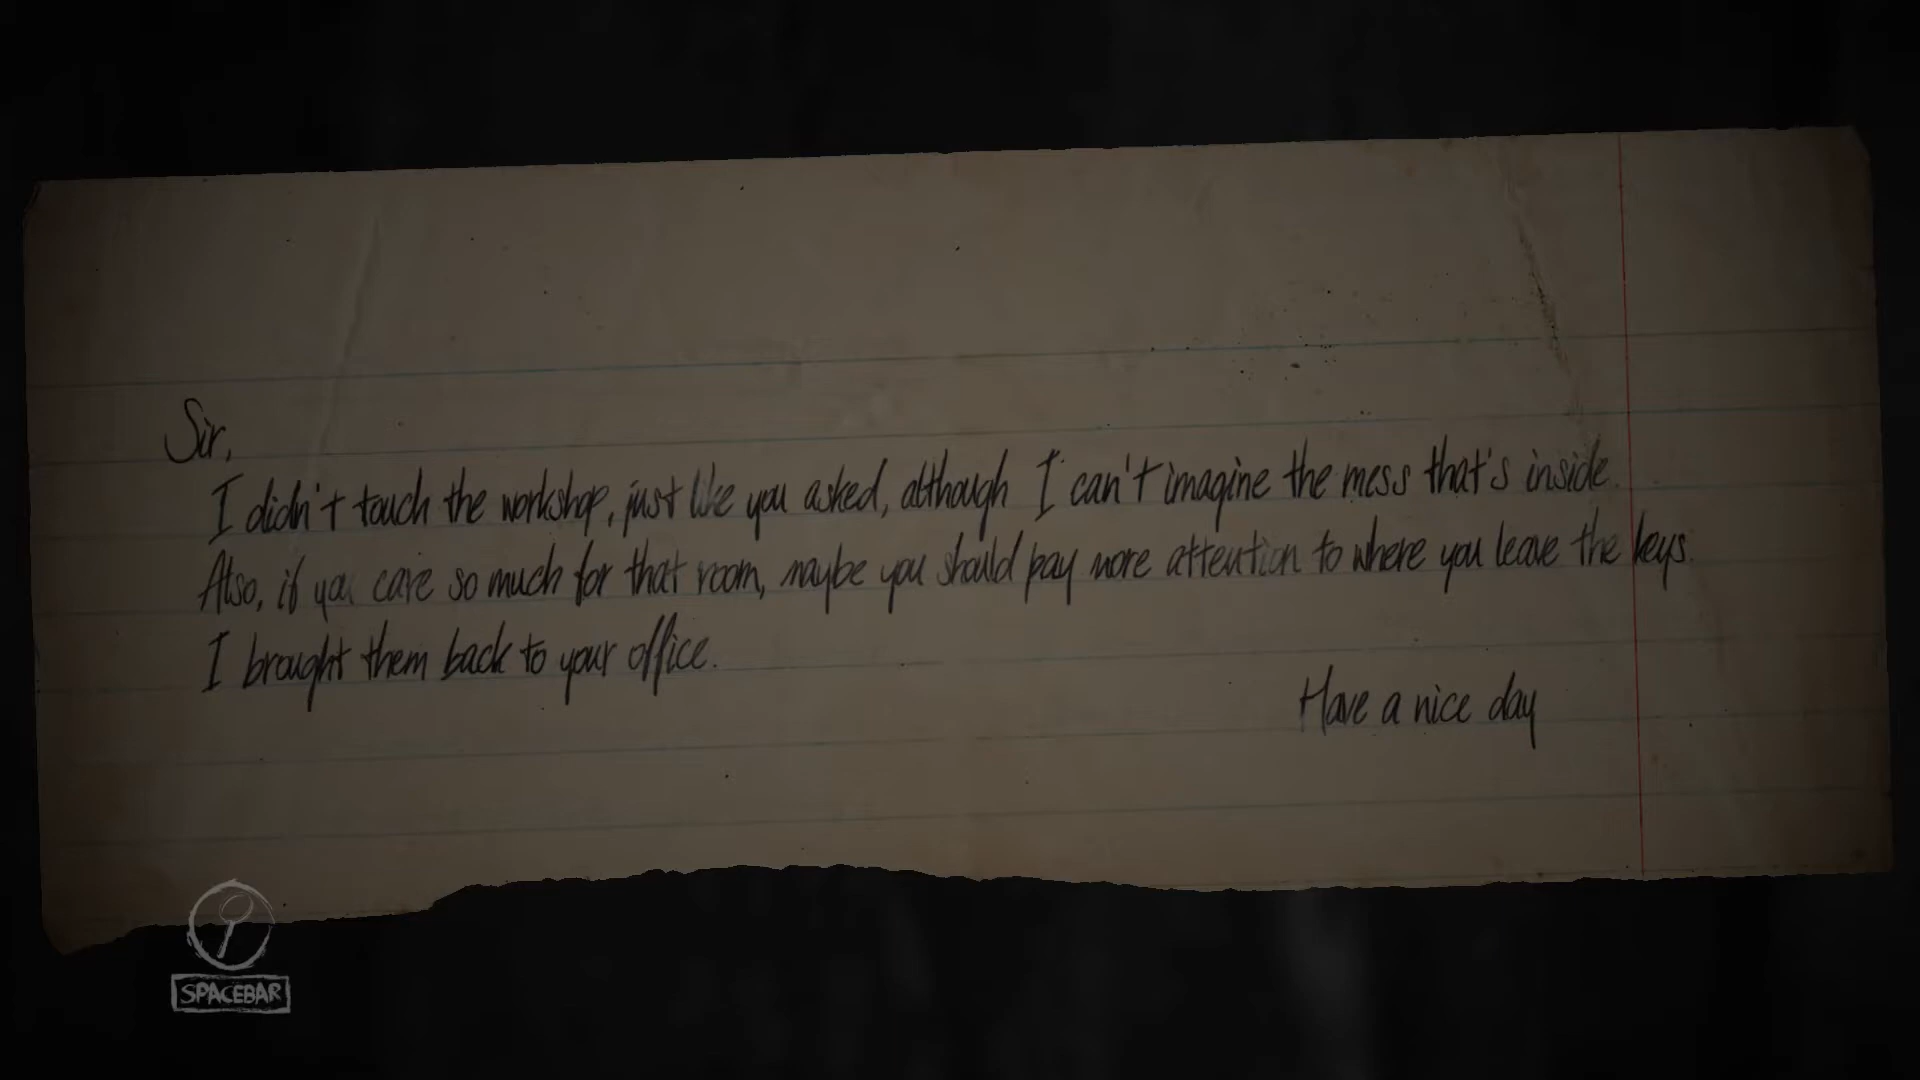 Sir,
I didn't touch the workshop, just like you asked, although I can't imagine the mess that's inside.
Also, if you care so much for that room, maybe you should pay more attention to where you leave the keys.
I brought them back to your office.
Have a nice day
SPACEBAR